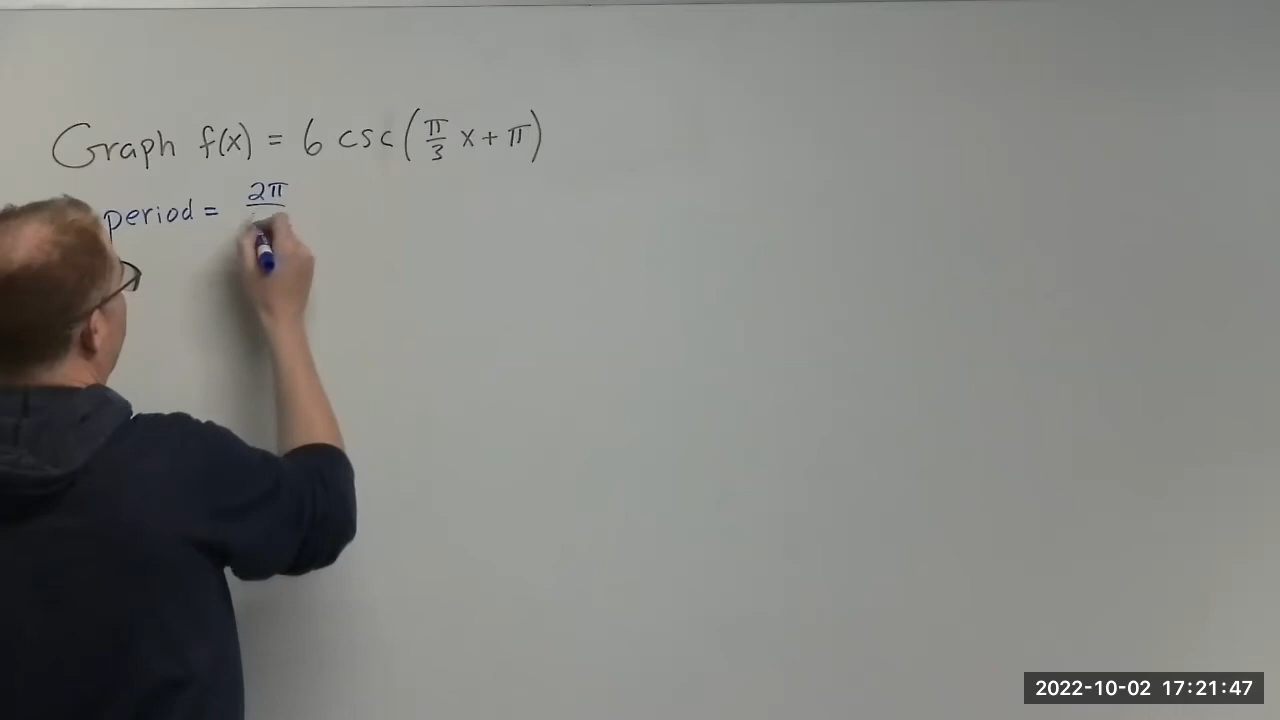 Graph f(x) = 6 csc(π/3 x + π)
period = 2π
2022-10-02 17:21:47